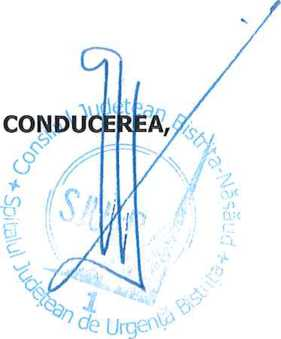 CONDUCEREA,
Consiliul Județean Bistrița-Năsăud
* Spitalul Județean de Urgență Bistrița *
1